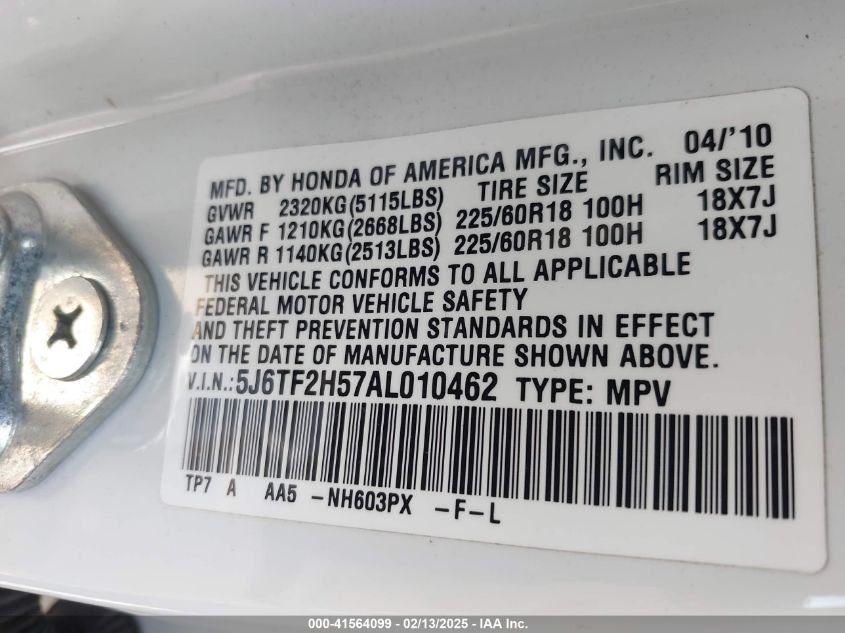 MFD. BY HONDA OF AMERICA MFG., INC. 04/'10
GVWR 2320KG(5115LBS) TIRE SIZE RIM SIZE
GAWR F 1210KG(2668LBS) 225/60R18 100H 18X7J
GAWR R 1140KG(2513LBS) 225/60R18 100H 18X7J
THIS VEHICLE CONFORMS TO ALL APPLICABLE
FEDERAL MOTOR VEHICLE SAFETY
AND THEFT PREVENTION STANDARDS IN EFFECT
ON THE DATE OF MANUFACTURE SHOWN ABOVE.
V.I.N.:5J6TF2H57AL010462 TYPE: MPV
TP7 A AA5 -NH603PX -F-L
000-41564099 - 02/13/2025 - IAA Inc.